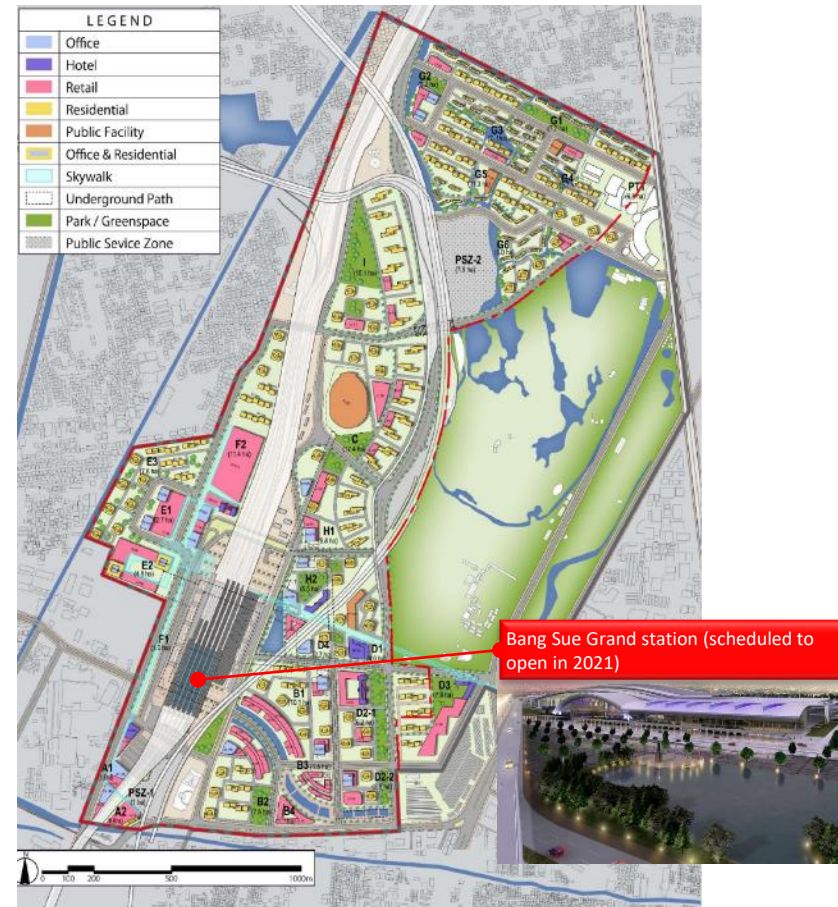 LEGEND
Office
Hotel
Retail
Residential
Public Facility
Office & Residential
Skywalk
Underground Path
Park / Greenspace
Public Sevice Zone
G2
G1
G3
G5
G4
PT1
G6
PSZ-2
I
C
F2
(11.4 ha)
E3
E1
H1
E2
H2
F1
D4
D1
D3
B1
D2-1
A1
PSZ-1
A2
B3
B2
B4
D2-2
Bang Sue Grand station (scheduled to
open in 2021)
0 100 200 500 1000m